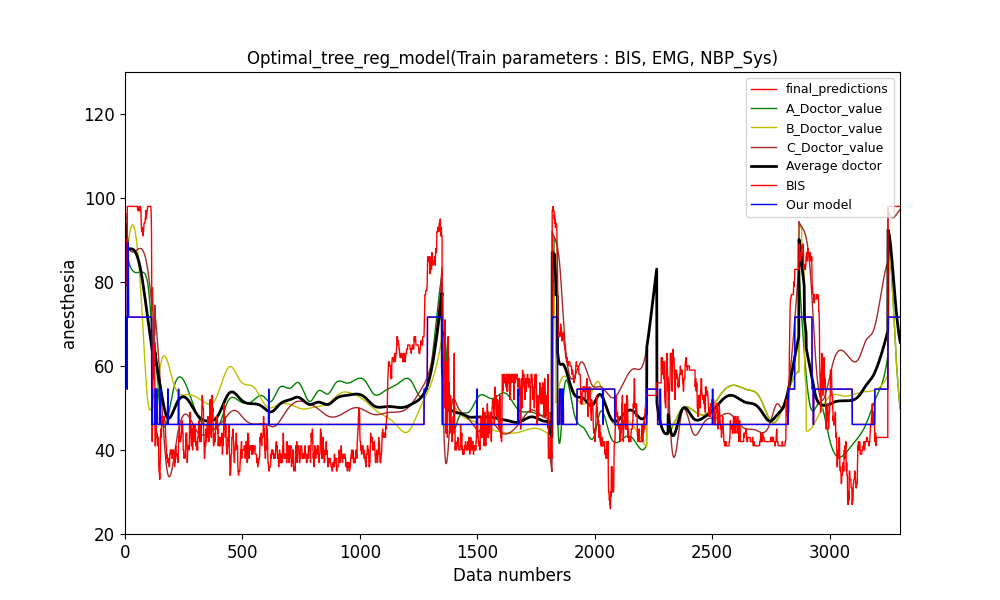 Optimal_tree_reg_model(Train parameters : BIS, EMG, NBP_Sys)
final_predictions
A_Doctor_value
B_Doctor_value
C_Doctor_value
Average doctor
BIS
Our model
anesthesia
120
100
80
60
40
20
0 500 1000 1500 2000 2500 3000
Data numbers